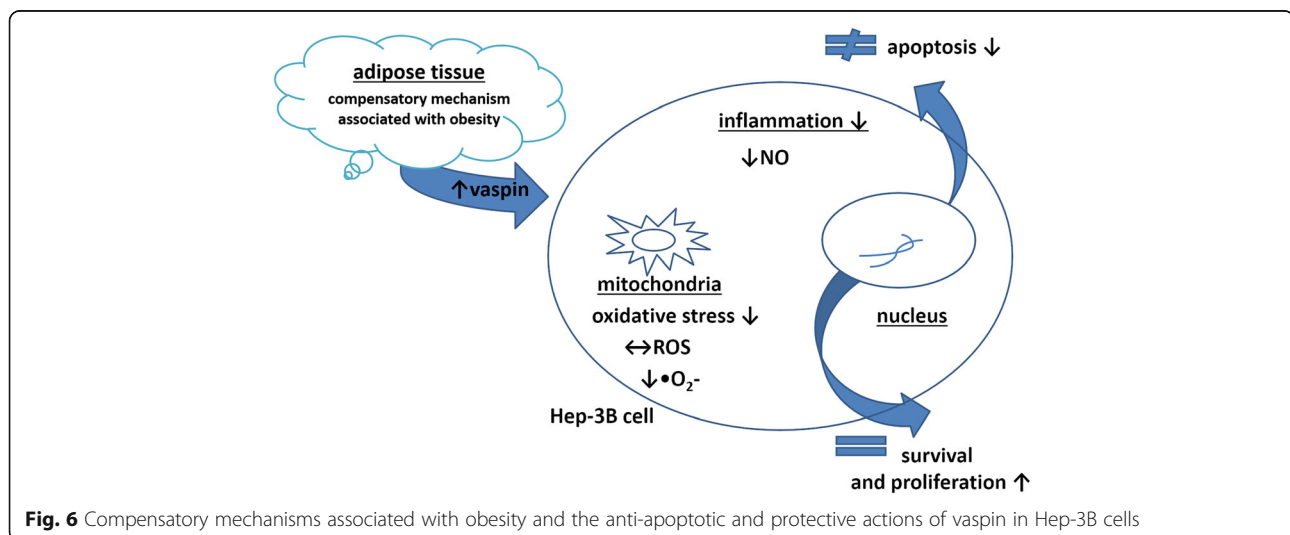 adipose tissue
compensatory mechanism
associated with obesity
↑vaspin
apoptosis ↓
inflammation ↓
↓NO
mitochondria
oxidative stress ↓
↔ROS
↓•O₂-
Hep-3B cell
nucleus
survival
and proliferation ↑
Fig. 6 Compensatory mechanisms associated with obesity and the anti-apoptotic and protective actions of vaspin in Hep-3B cells